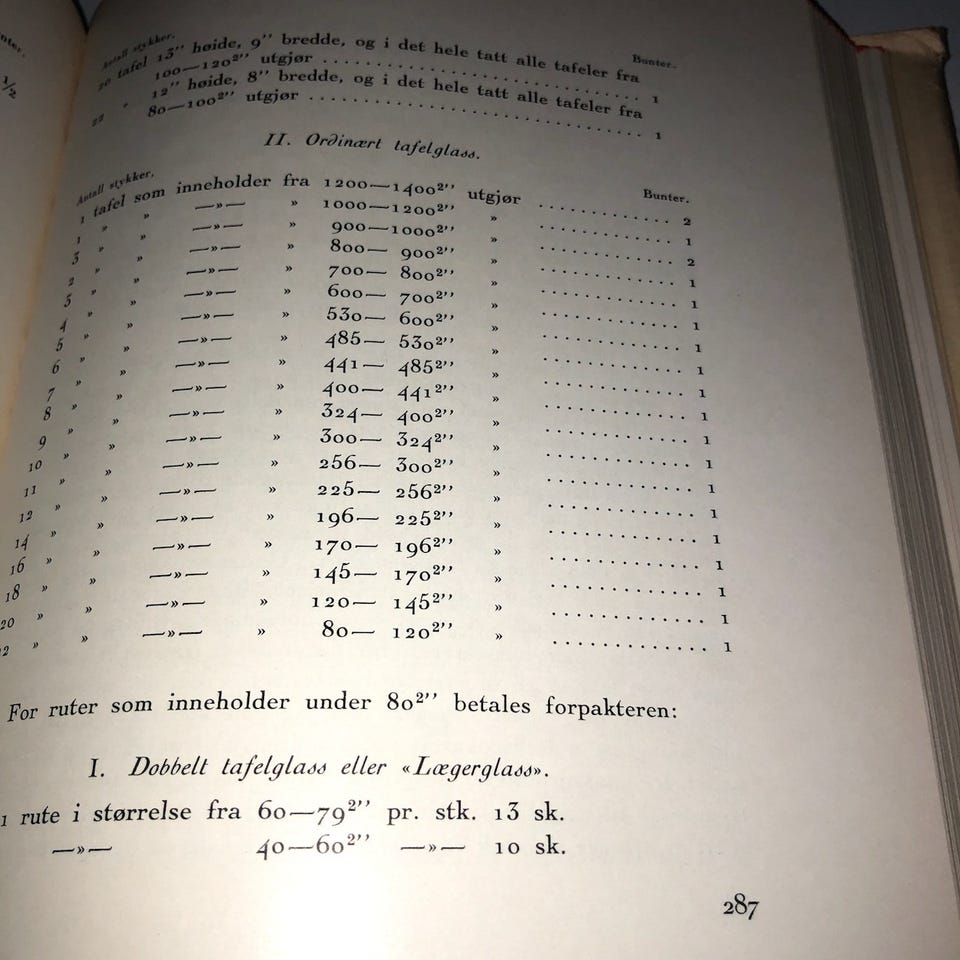 nter.
1/2
Antall stykker. Bunter.
20 tafel 13" høide, 9" bredde, og i det hele tatt alle tafeler fra
100—120²" utgjør .............................. 1
22 » 12" høide, 8" bredde, og i det hele tatt alle tafeler fra
80—100²" utgjør .............................. 1
II. Ordinært tafelglass.
Antall stykker. Bunter.
1 tafel som inneholder fra 1200—1400²" utgjør ............. 2
1 » » —»— » 1000—1200²" » ............. 1
3 » » —»— » 900—1000²" » ............. 2
2 » » —»— » 800— 900²" » ............. 1
3 » » —»— » 700— 800²" » ............. 1
4 » » —»— » 600— 700²" » ............. 1
5 » » —»— » 530— 600²" » ............. 1
6 » » —»— » 485— 530²" » ............. 1
7 » » —»— » 441— 485²" » ............. 1
8 » » —»— » 400— 441²" » ............. 1
9 » » —»— » 324— 400²" » ............. 1
10 » » —»— » 300— 324²" » ............. 1
11 » » —»— » 256— 300²" » ............. 1
12 » » —»— » 225— 256²" » ............. 1
14 » » —»— » 196— 225²" » ............. 1
16 » » —»— » 170— 196²" » ............. 1
18 » » —»— » 145— 170²" » ............. 1
20 » » —»— » 120— 145²" » ............. 1
2 » » —»— » 80— 120²" » ............. 1
For ruter som inneholder under 80²" betales forpakteren:
I. Dobbelt tafelglass eller «Lægerglass».
1 rute i størrelse fra 60—79²" pr. stk. 13 sk.
—»— 40—60²" —»— 10 sk.
287